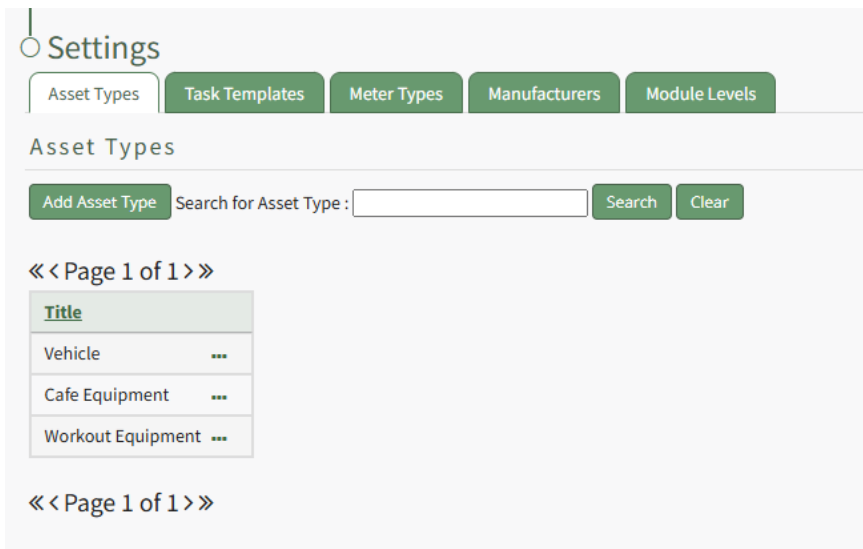 Settings
Asset Types Task Templates Meter Types Manufacturers Module Levels
Asset Types
Add Asset Type Search for Asset Type : Search Clear
«‹ Page 1 of 1 ›»
Title
Vehicle ...
Cafe Equipment ...
Workout Equipment ...
«‹ Page 1 of 1 ›»